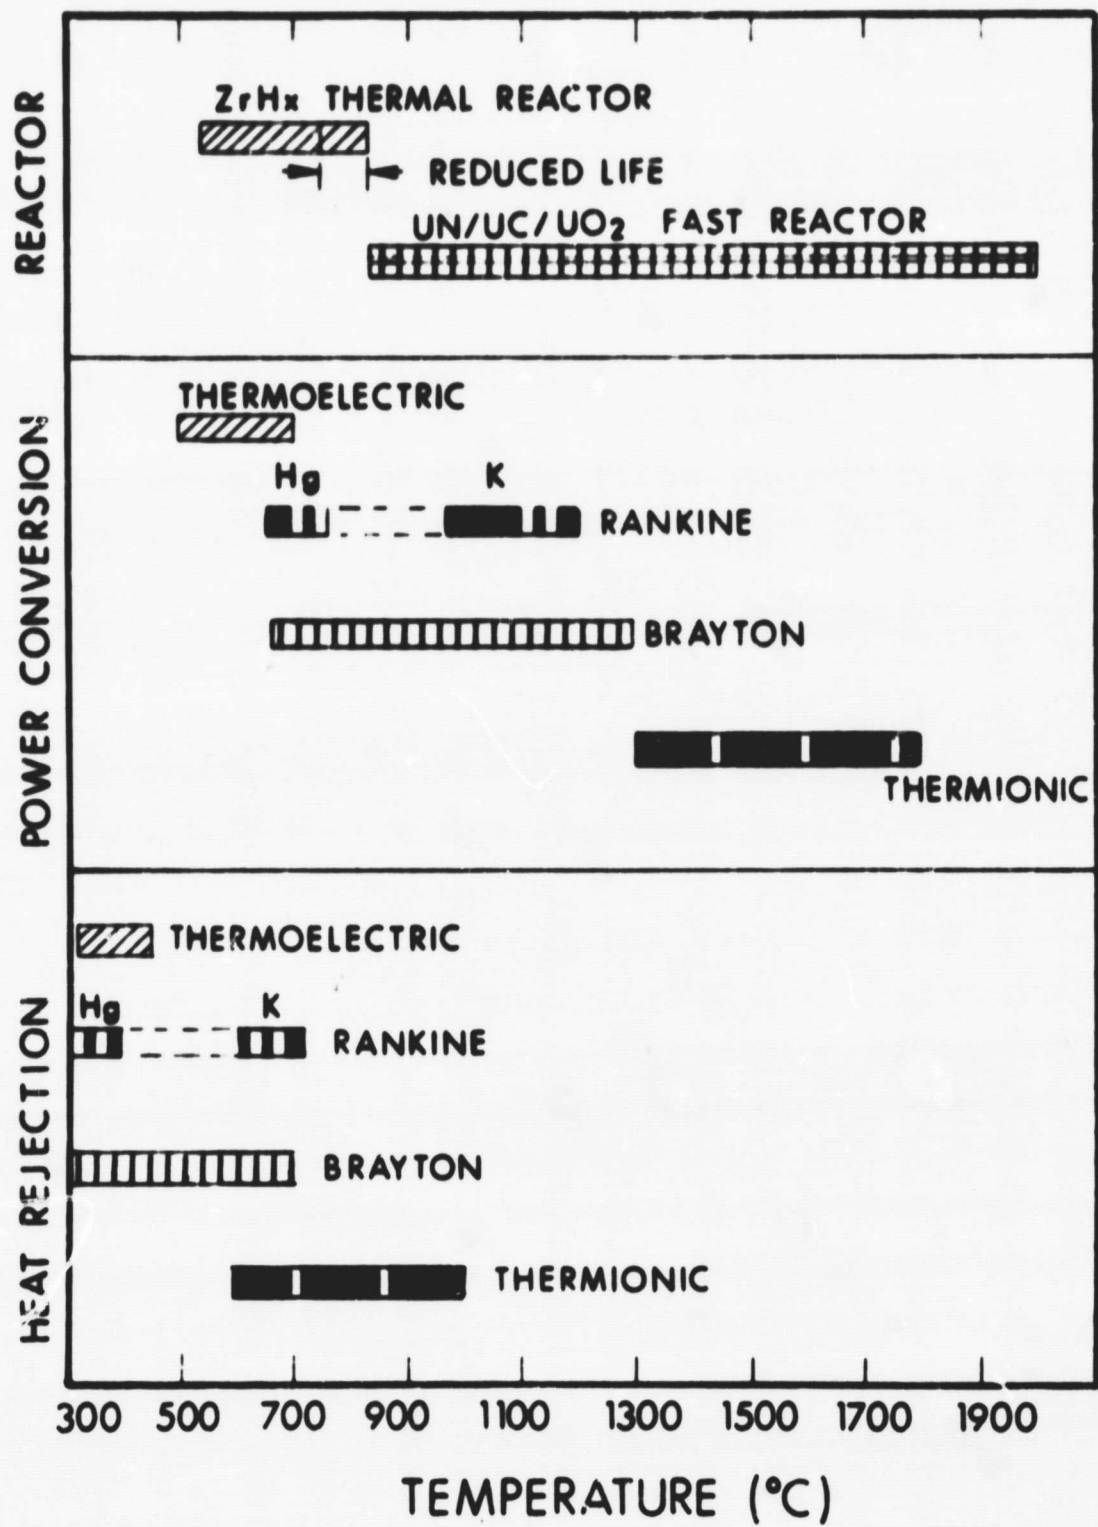 REACTOR
ZrHx THERMAL REACTOR
REDUCED LIFE
UN/UC/UO₂ FAST REACTOR
POWER CONVERSION
THERMOELECTRIC
Hg K
RANKINE
BRAYTON
THERMIONIC
HEAT REJECTION
THERMOELECTRIC
Hg K
RANKINE
BRAYTON
THERMIONIC
300 500 700 900 1100 1300 1500 1700 1900
TEMPERATURE (°C)